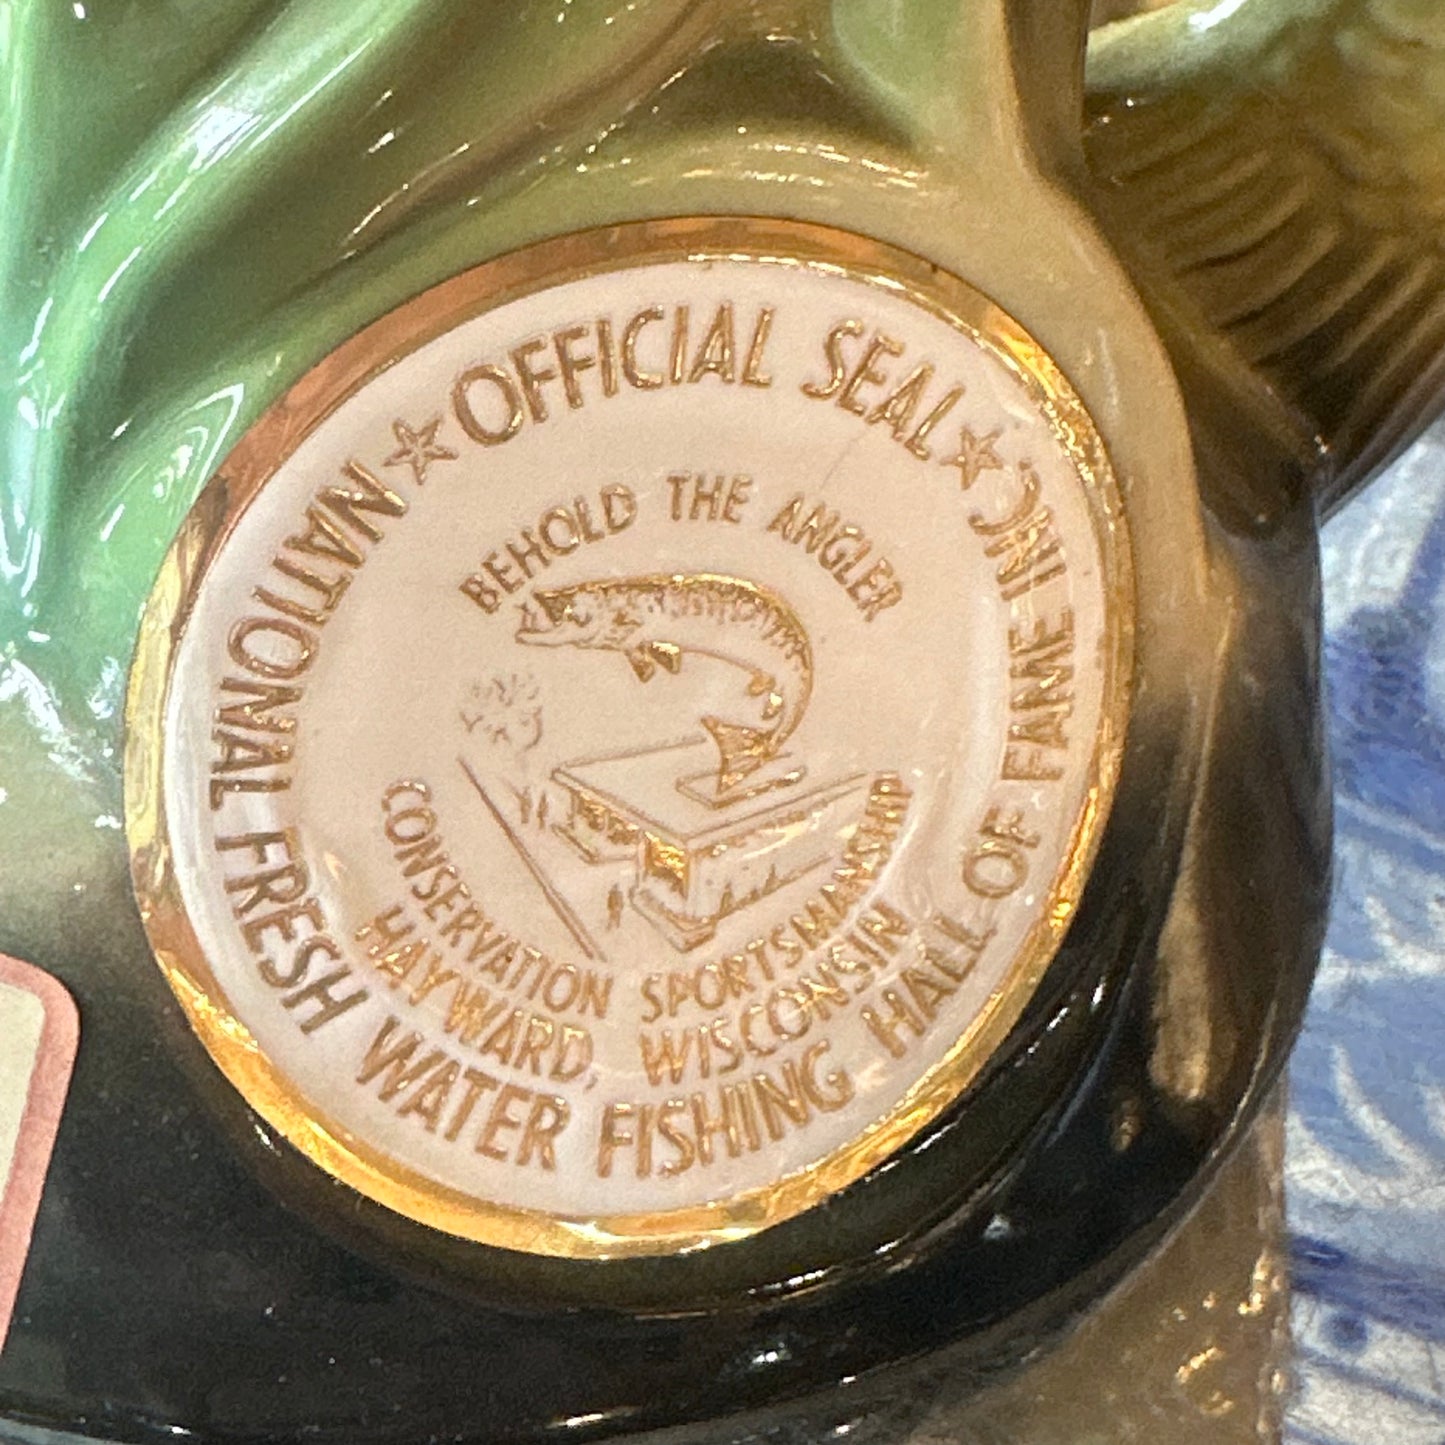 ★ OFFICIAL SEAL ★
NATIONAL FRESH WATER FISHING HALL OF FAME INC.
BEHOLD THE ANGLER
CONSERVATION SPORTSMANSHIP
HAYWARD, WISCONSIN